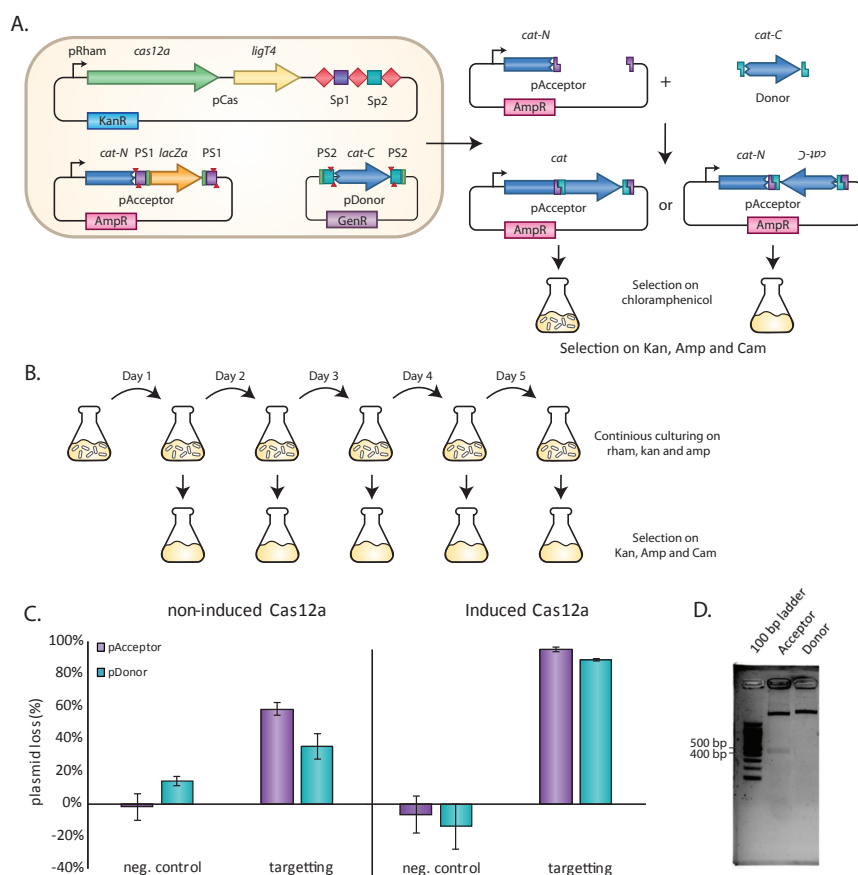 A.
pRham
cas12a
ligT4
pCas
Sp1
Sp2
KanR
cat-N
PS1
lacZa
PS1
pAcceptor
AmpR
PS2
cat-C
PS2
pDonor
GenR
cat-N
pAcceptor
AmpR
+
cat-C
Donor
cat
pAcceptor
AmpR
or
cat-N
cat-C
pAcceptor
AmpR
Selection on
chloramphenicol
Selection on Kan, Amp and Cam
B.
Day 1
Day 2
Day 3
Day 4
Day 5
Continious culturing on
rham, kan and amp
Selection on
Kan, Amp and Cam
C.
non-induced Cas12a
Induced Cas12a
plasmid loss (%)
100%
80%
60%
40%
20%
0%
-20%
-40%
pAcceptor
pDonor
neg. control
targetting
neg. control
targetting
D.
100 bp ladder
Acceptor
Donor
500 bp
400 bp